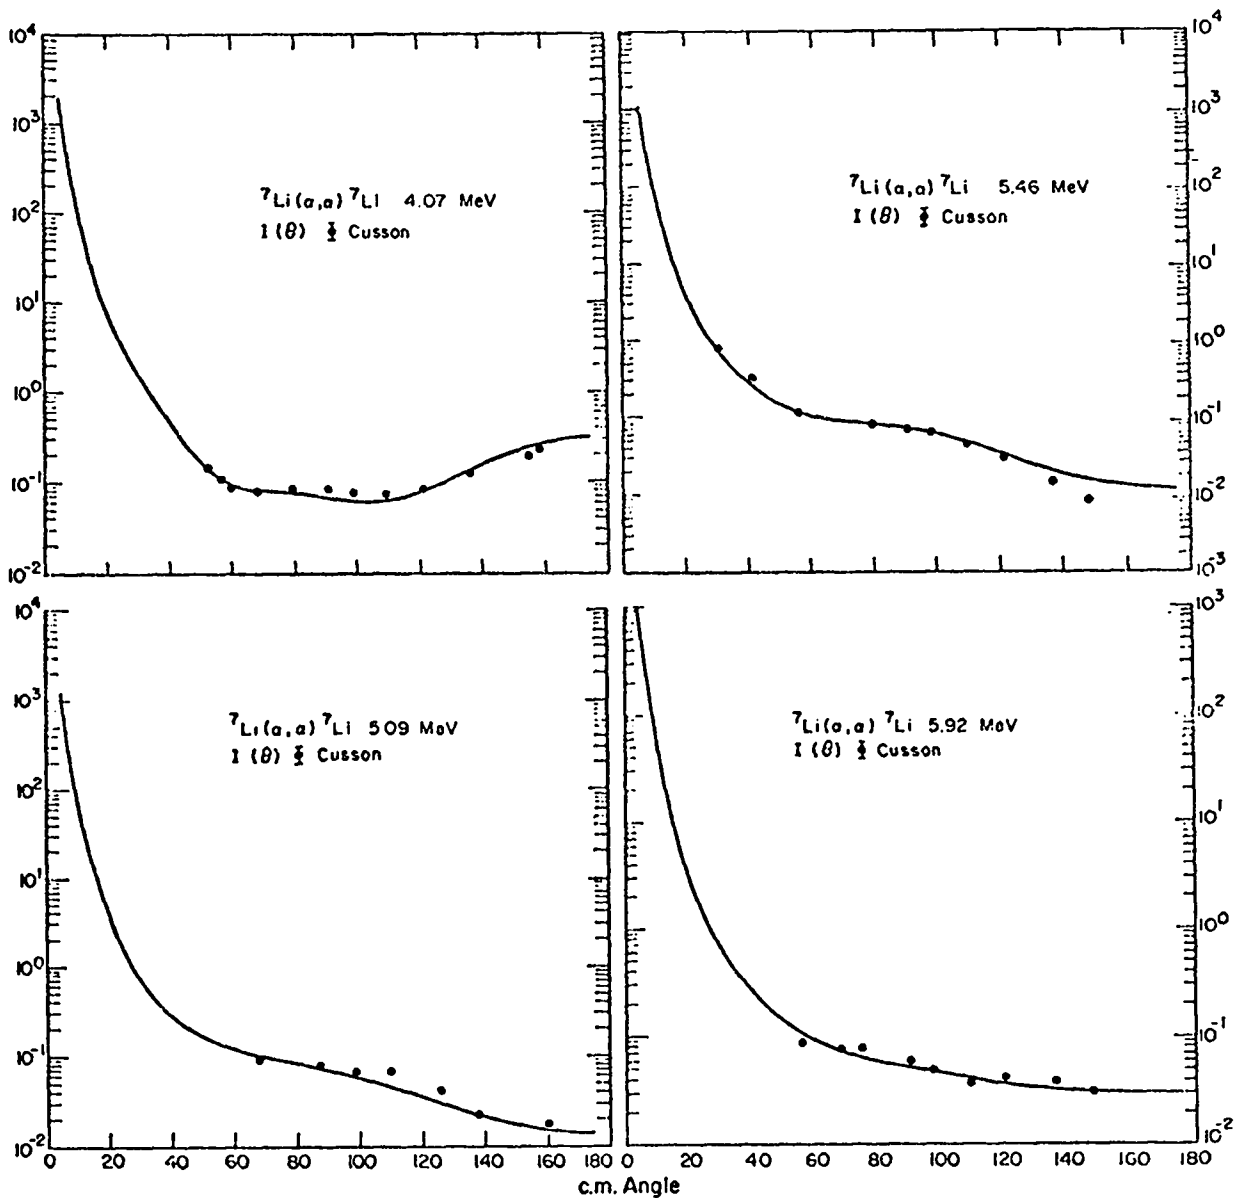 10⁴
10³
10²
10¹
10⁰
10⁻¹
10⁻²
⁷Li(α,α)⁷Li 4.07 MeV
I (θ) Cusson
10⁴
10³
10²
10¹
10⁰
10⁻¹
10⁻²
10³
⁷Li(α,α)⁷Li 5.46 MeV
I (θ) Cusson
10⁴
10³
10²
10¹
10⁰
10⁻¹
10⁻²
⁷Li(α,α)⁷Li 509 MeV
I (θ) Cusson
0 20 40 60 80 100 120 140 160 180
10³
10²
10¹
10⁰
10⁻¹
10⁻²
⁷Li(α,α)⁷Li 5.92 MeV
I (θ) Cusson
0 20 40 60 80 100 120 140 160 180
c.m. Angle